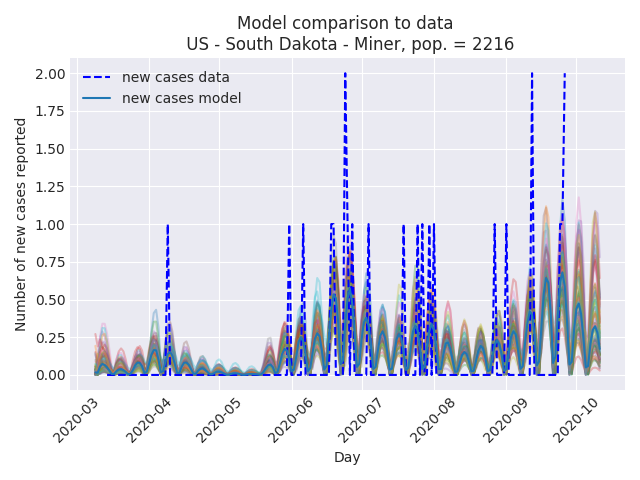 Model comparison to data
US - South Dakota - Miner, pop. = 2216
Number of new cases reported
2.00
1.75
1.50
1.25
1.00
0.75
0.50
0.25
0.00
new cases data
new cases model
2020-03
2020-04
2020-05
2020-06
2020-07
2020-08
2020-09
2020-10
Day